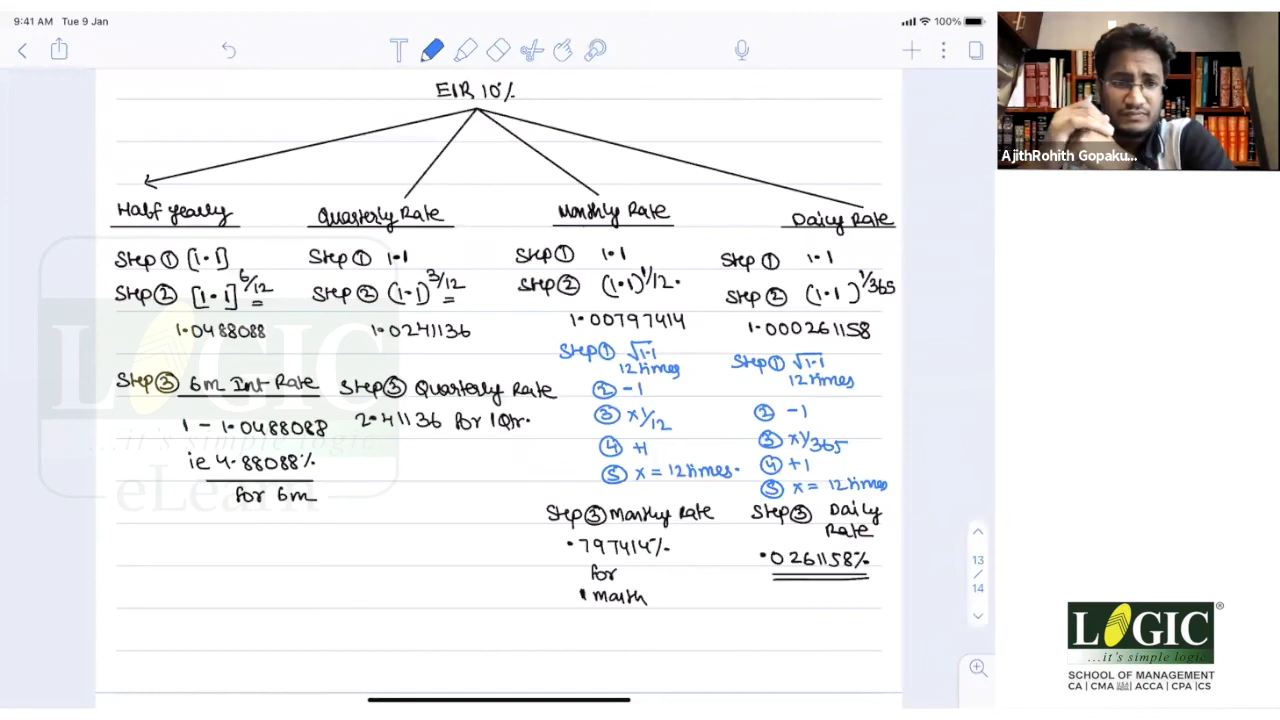 9:41 AM Tue 9 Jan
100%
EIR 10%
Half yearly
Step ① [1.1]
Step ② [1.1]^6/12 =
1.0488088
Step ③ 6m Int Rate
1 - 1.0488088
ie 4.88088%
for 6m
Quarterly Rate
Step ① 1.1
Step ② (1.1)^3/12 =
1.0241136
Step ③ Quarterly Rate
2.41136 for 1Qtr.
Monthly Rate
Step ① 1.1
Step ② (1.1)^1/12.
1.00797414
Step ① √1.1
12 times
② -1
③ x 1/12
④ +1
⑤ x = 12 times.
Step ③ Monthly Rate
.797414%
for
1 month
Daily Rate
Step ① 1.1
Step ② (1.1)^1/365
1.000261158
Step ① √1.1
12 times
② -1
③ x 1/365
④ +1
⑤ x = 12 times
Step ③ Daily
Rate
.0261158%
LOGIC
...it's simple logic
eLearn
13
/
14
AjithRohith Gopaku...
LOGIC
®
...it's simple logic
SCHOOL OF MANAGEMENT
CA | CMA | ACCA | CPA | CS